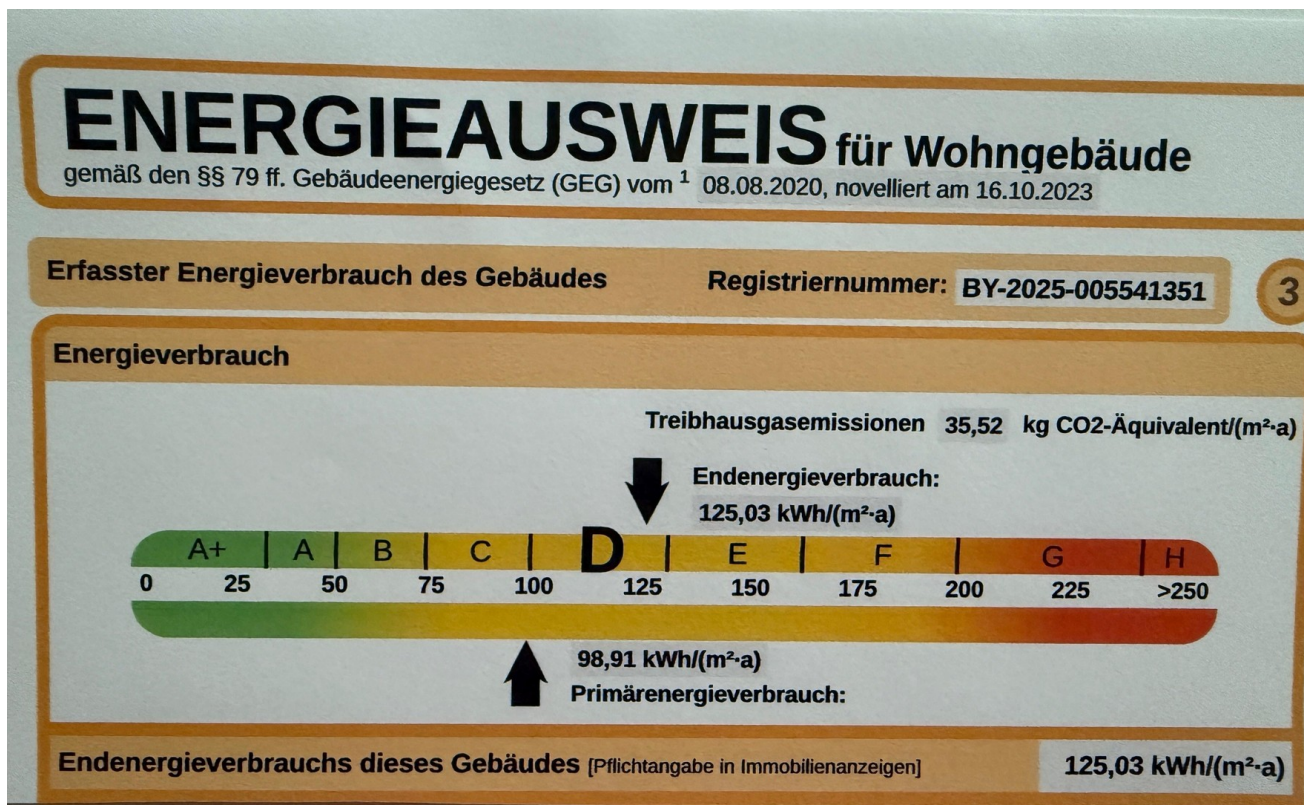 ENERGIEAUSWEIS für Wohngebäude
gemäß den §§ 79 ff. Gebäudeenergiegesetz (GEG) vom ¹ 08.08.2020, novelliert am 16.10.2023
Erfasster Energieverbrauch des Gebäudes Registriernummer: BY-2025-005541351 3
Energieverbrauch
Treibhausgasemissionen 35,52 kg CO2-Äquivalent/(m²·a)
Endenergieverbrauch:
125,03 kWh/(m²·a)
A+ A B C D E F G H
0 25 50 75 100 125 150 175 200 225 >250
98,91 kWh/(m²·a)
Primärenergieverbrauch:
Endenergieverbrauchs dieses Gebäudes [Pflichtangabe in Immobilienanzeigen] 125,03 kWh/(m²·a)